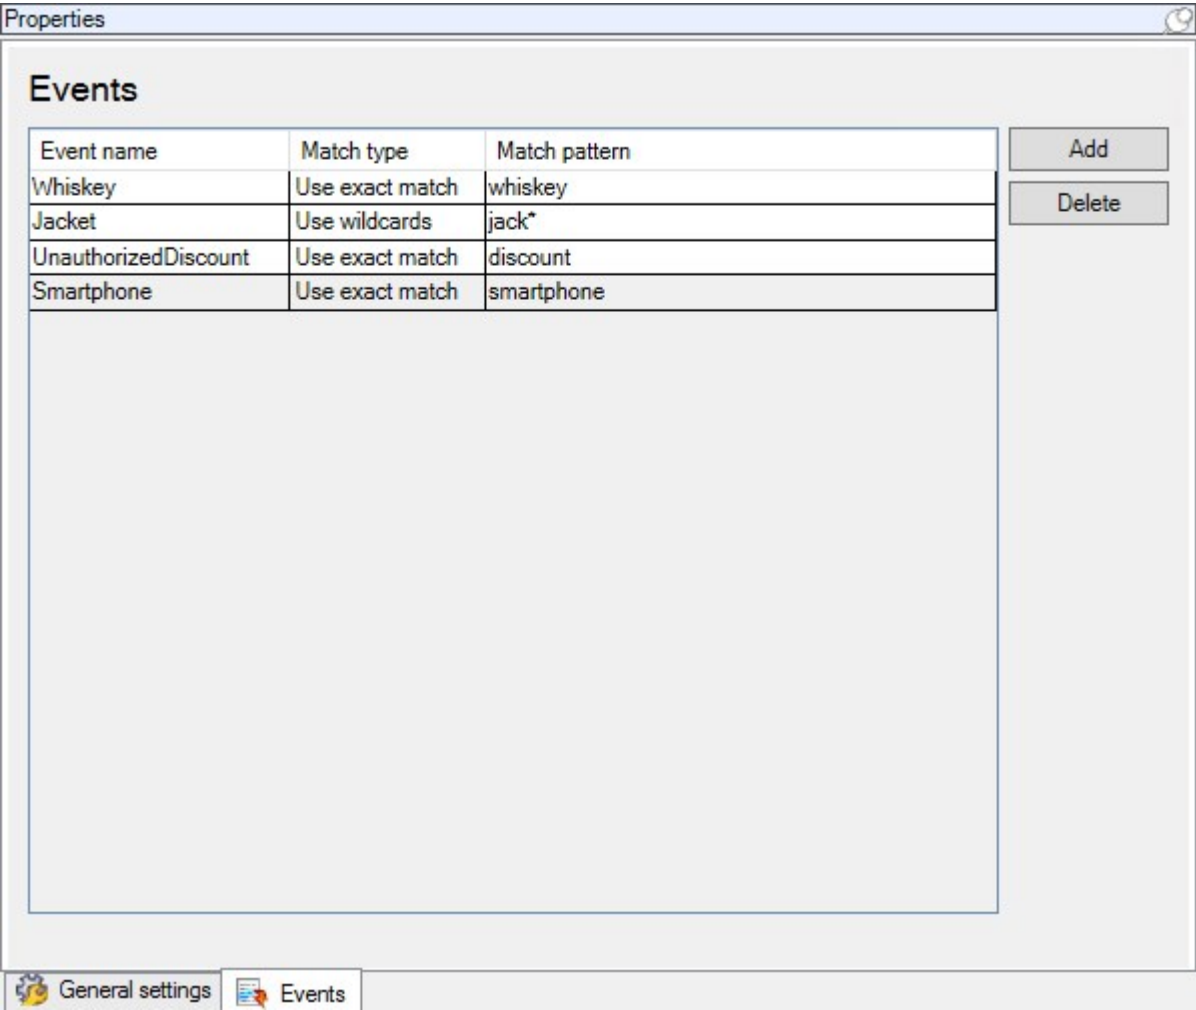 Properties
Events
Event name Match type Match pattern
Add
Whiskey Use exact match whiskey
Delete
Jacket Use wildcards jack*
UnauthorizedDiscount Use exact match discount
Smartphone Use exact match smartphone
General settings Events